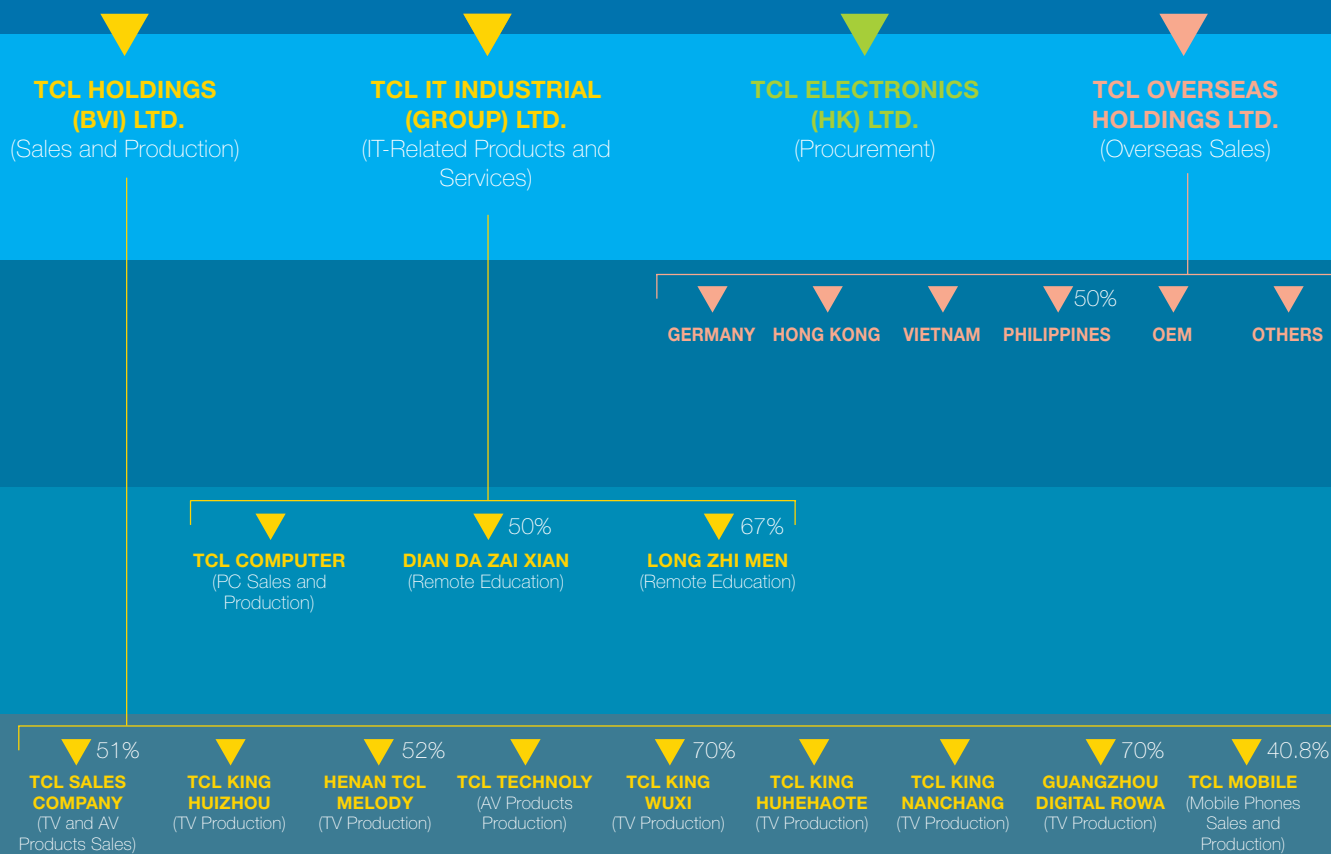 TCL HOLDINGS
(BVI) LTD.
(Sales and Production)
TCL IT INDUSTRIAL
(GROUP) LTD.
(IT-Related Products and
Services)
TCL ELECTRONICS
(HK) LTD.
(Procurement)
TCL OVERSEAS
HOLDINGS LTD.
(Overseas Sales)
GERMANY
HONG KONG
VIETNAM
50%
PHILIPPINES
OEM
OTHERS
TCL COMPUTER
(PC Sales and
Production)
50%
DIAN DA ZAI XIAN
(Remote Education)
67%
LONG ZHI MEN
(Remote Education)
51%
TCL SALES
COMPANY
(TV and AV
Products Sales)
TCL KING
HUIZHOU
(TV Production)
52%
HENAN TCL
MELODY
(TV Production)
TCL TECHNOLY
(AV Products
Production)
70%
TCL KING
WUXI
(TV Production)
TCL KING
HUHEHAOTE
(TV Production)
TCL KING
NANCHANG
(TV Production)
70%
GUANGZHOU
DIGITAL ROWA
(TV Production)
40.8%
TCL MOBILE
(Mobile Phones
Sales and
Production)